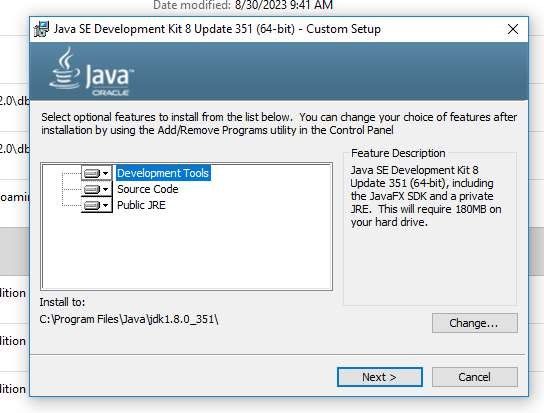 Date modified: 8/30/2023 9:41 AM
Java SE Development Kit 8 Update 351 (64-bit) - Custom Setup
Java
ORACLE
Select optional features to install from the list below. You can change your choice of features after
installation by using the Add/Remove Programs utility in the Control Panel
2.0\db
2.0\db
oamin
dition
dition
dition
Development Tools
Source Code
Public JRE
Feature Description
Java SE Development Kit 8
Update 351 (64-bit), including
the JavaFX SDK and a private
JRE. This will require 180MB on
your hard drive.
Install to:
C:\Program Files\Java\jdk1.8.0_351\
Change...
Next >
Cancel